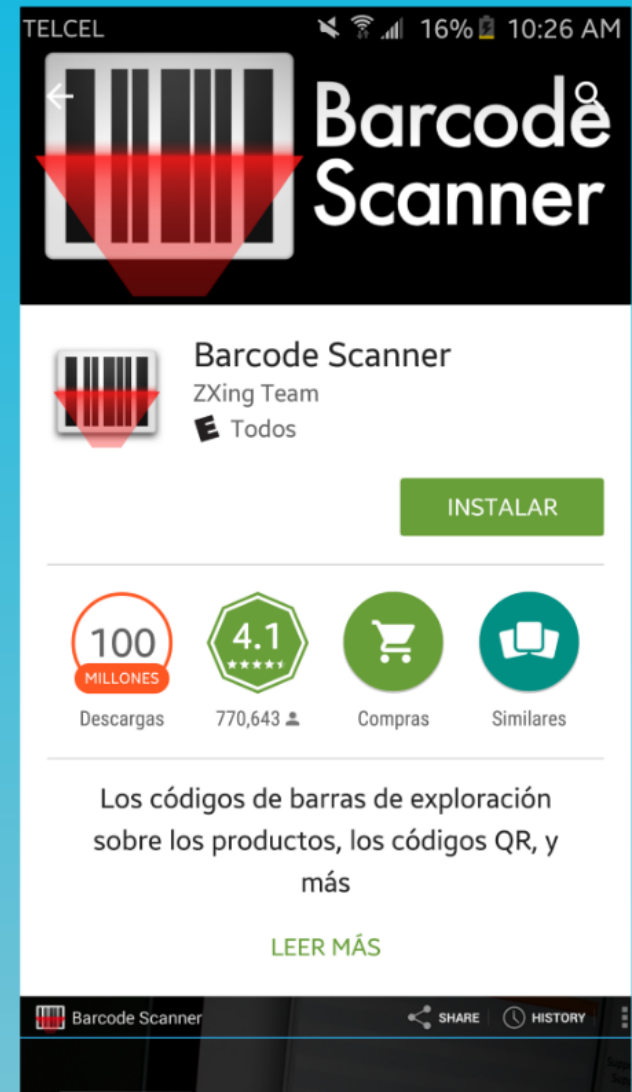 TELCEL 16% 10:26 AM
Barcode
Scanner
Barcode Scanner
ZXing Team
E Todos
INSTALAR
100
MILLONES
Descargas
4.1
770,643
Compras
Similares
Los códigos de barras de exploración
sobre los productos, los códigos QR, y
más
LEER MÁS
Barcode Scanner SHARE HISTORY